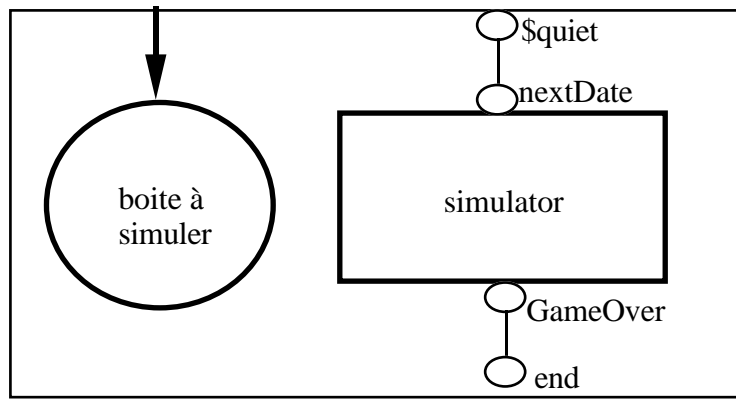 $quiet
nextDate
boite à
simuler
simulator
GameOver
end